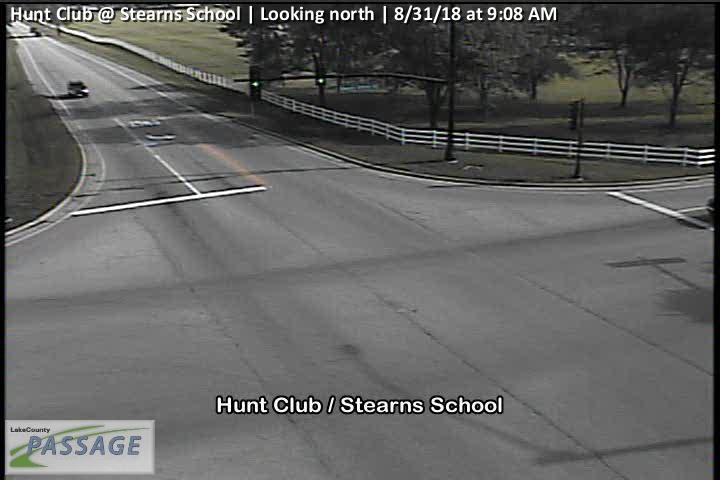 Hunt Club @ Stearns School | Looking north | 8/31/18 at 9:08 AM
Hunt Club / Stearns School
LakeCounty
PASSAGE